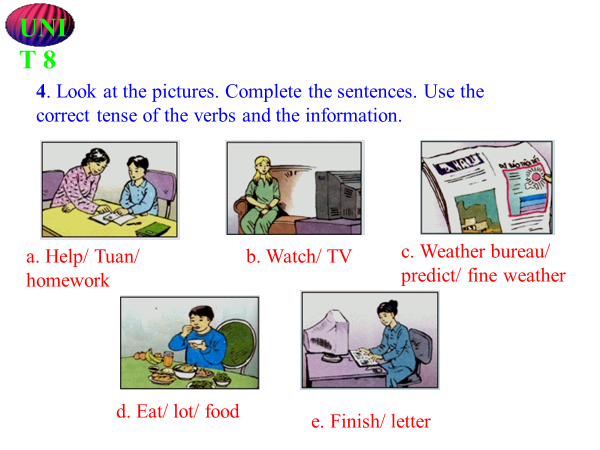 UNI
T 8
4. Look at the pictures. Complete the sentences. Use the
correct tense of the verbs and the information.
a. Help/ Tuan/
homework
b. Watch/ TV
c. Weather bureau/
predict/ fine weather
d. Eat/ lot/ food
e. Finish/ letter